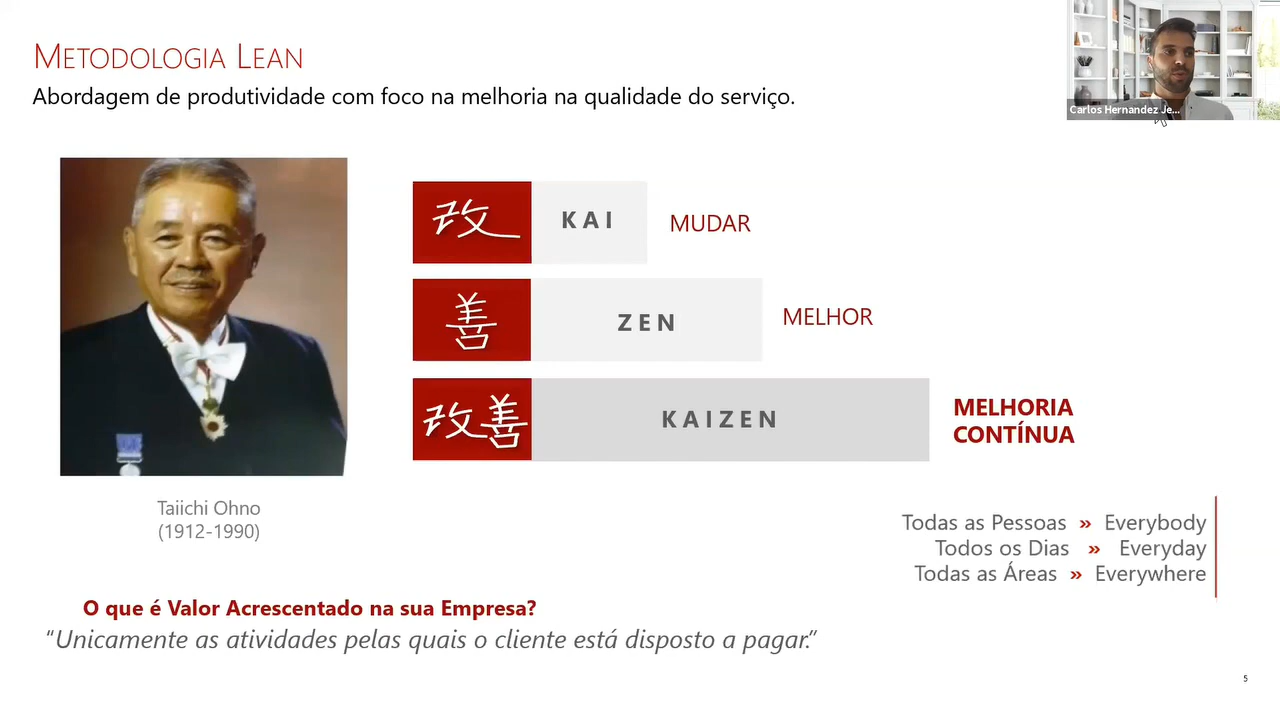 METODOLOGIA LEAN
Abordagem de produtividade com foco na melhoria na qualidade do serviço.
Carlos Hernandez Je...
改 KAI MUDAR
善 ZEN MELHOR
改善 KAIZEN MELHORIA
CONTÍNUA
Taiichi Ohno
(1912-1990)
Todas as Pessoas » Everybody
Todos os Dias » Everyday
Todas as Áreas » Everywhere
O que é Valor Acrescentado na sua Empresa?
“Unicamente as atividades pelas quais o cliente está disposto a pagar.”
5